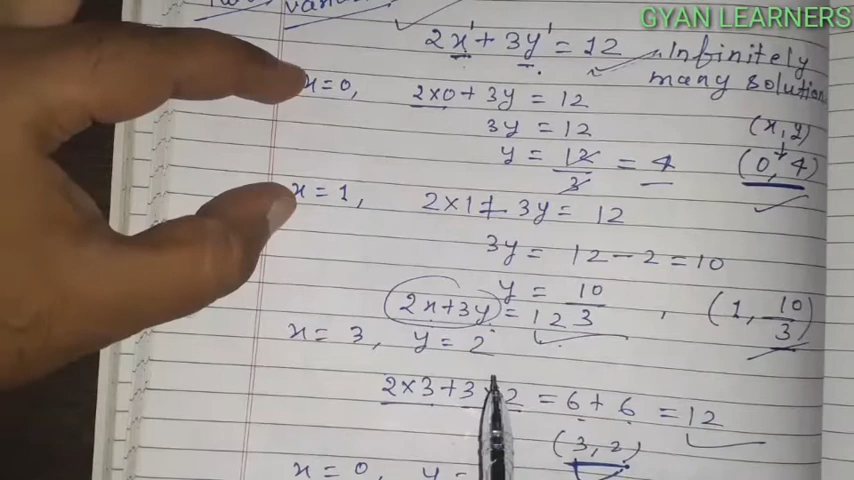 GYAN LEARNERS
2x¹ + 3y¹ = 12 Infinitely
many solution
x=0, 2×0 + 3y = 12
3y = 12 (x, y)
y = 12/3 = 4 (0, 4)
x = 1, 2×1 + 3y = 12
3y = 12 - 2 = 10
y = 10/3, (1, 10/3)
2x+3y = 12
x = 3, y = 2
2×3+3×2 = 6 + 6 = 12
(3, 2)
x = 0, y =